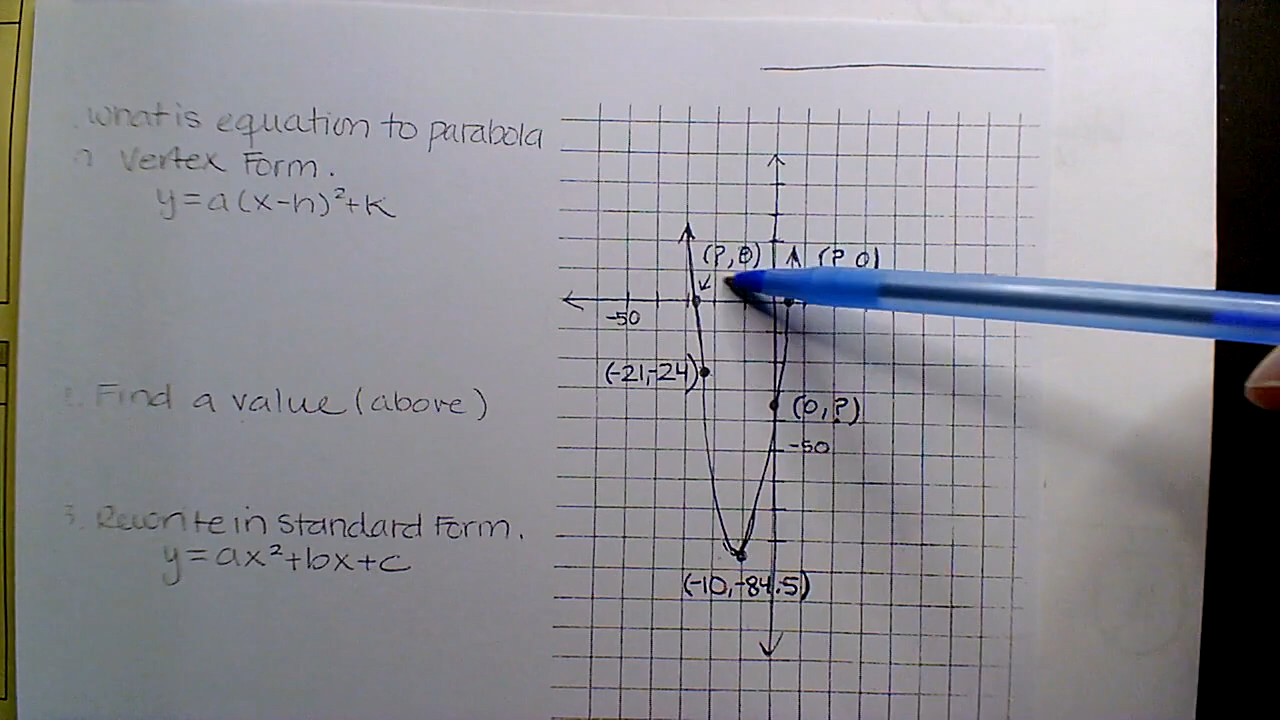 what is equation to parabola
Vertex Form.
y=a(x-h)²+k
(?,0)
(? 0)
-50
(-21,-24)
Find a value (above)
(0,?)
-50
3. Rewrite in standard Form.
y=ax²+bx+c
(-10,-84.5)